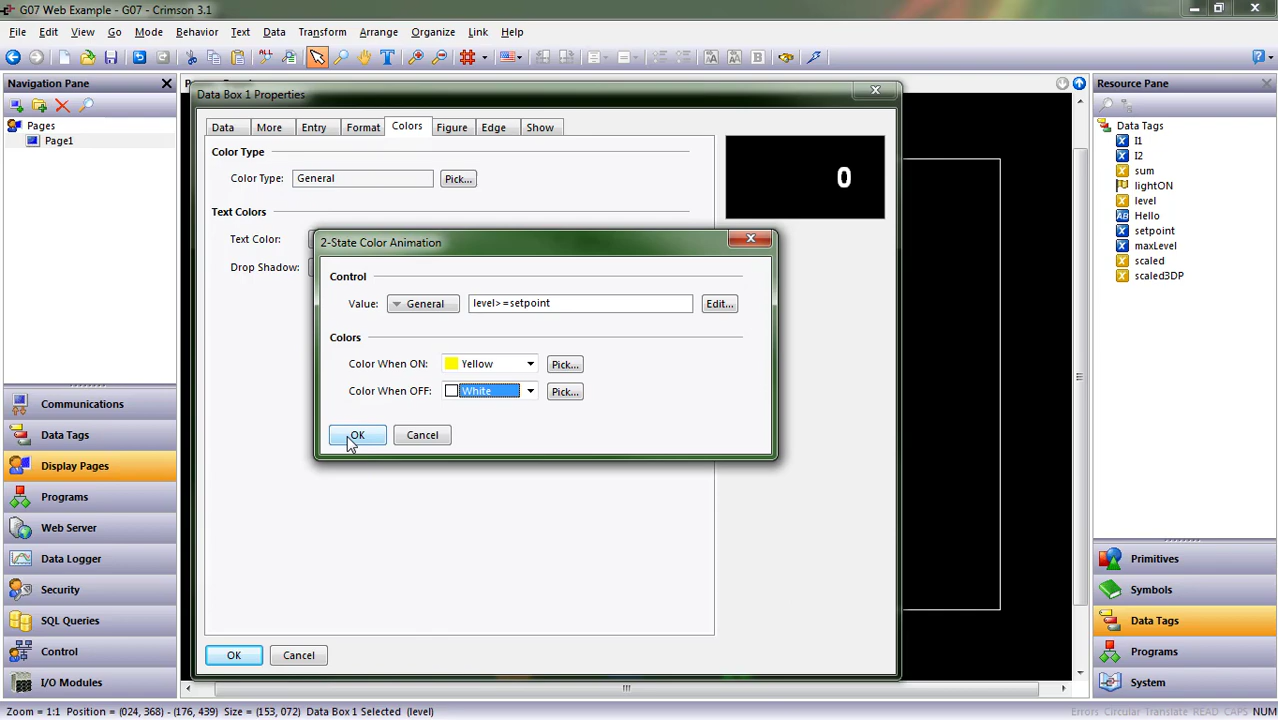 G07 Web Example - G07 - Crimson 3.1
File Edit View Go Mode Behavior Text Data Transform Arrange Organize Link Help
Navigation Pane
Pages
Page1
Communications
Data Tags
Display Pages
Programs
Web Server
Data Logger
Security
SQL Queries
Control
I/O Modules
Data Box 1 Properties
Data More Entry Format Colors Figure Edge Show
Color Type
Color Type: General Pick...
Text Colors
Text Color:
Drop Shadow:
0
2-State Color Animation
Control
Value: General level>=setpoint Edit...
Colors
Color When ON: Yellow Pick...
Color When OFF: White Pick...
OK Cancel
OK Cancel
Resource Pane
Data Tags
I1
I2
sum
lightON
level
Hello
setpoint
maxLevel
scaled
scaled3DP
Primitives
Symbols
Data Tags
Programs
System
Zoom = 1:1 Position = (024, 368) - (176, 439) Size = (153, 072) Data Box 1 Selected (level)
Errors Circular Translate READ CAPS NUM